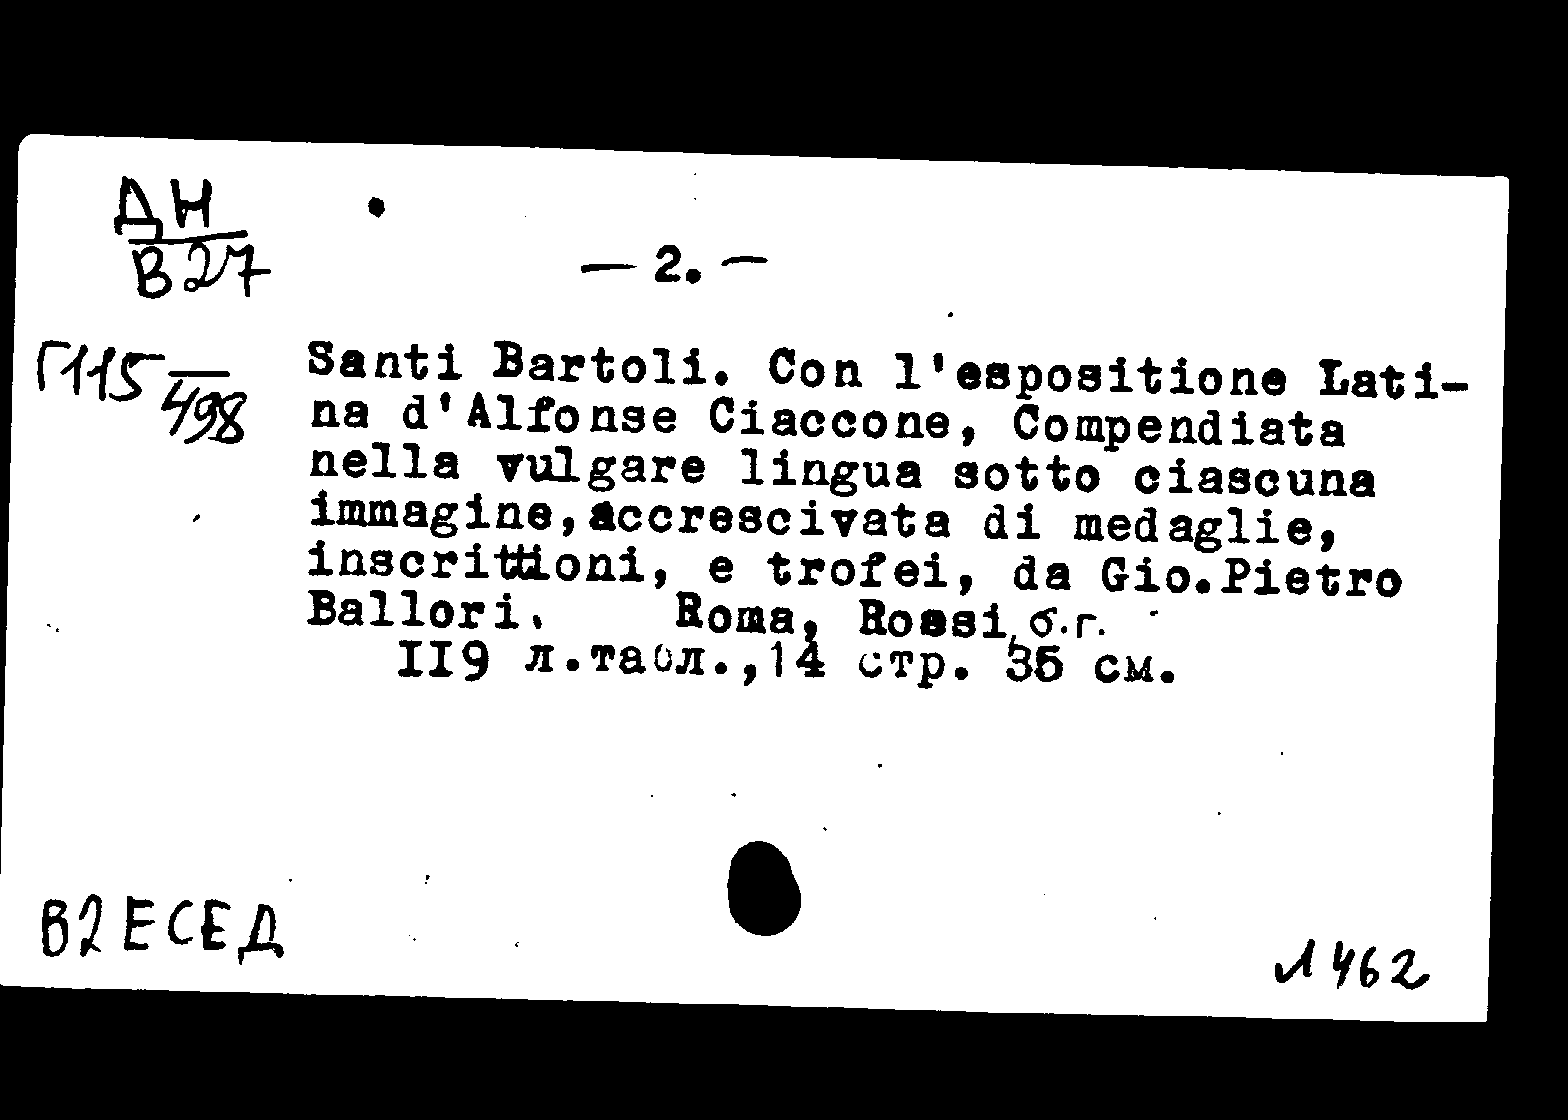 ДН
В27
— 2. —
Г115/498
Santi Bartoli. Con l'espositione Lati-
na d'Alfonse Ciaccone, Compendiata
nella vulgare lingua sotto ciascuna
immagine,accrescivata di medaglie,
inscrittioni, e trofei, da Gio.Pietro
Ballori. Roma, Rossi, б.г.
II9 л.табл.,14 стр. 35 см.
В2ЕСЕД
1462